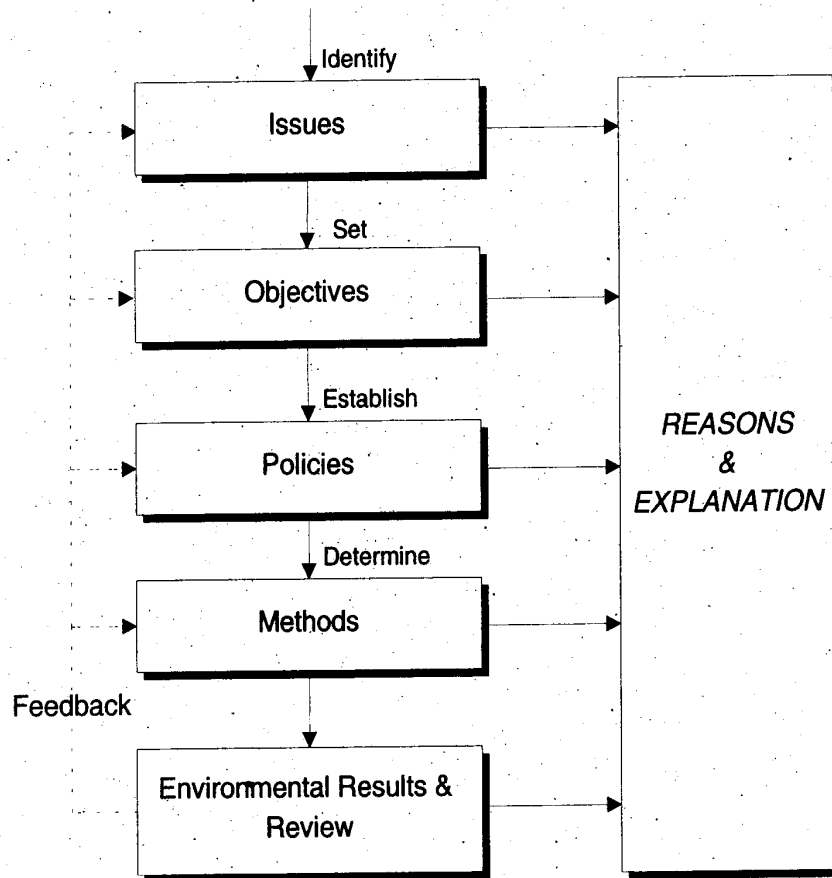 Identify
Issues
Set
Objectives
Establish
Policies
REASONS
&
EXPLANATION
Determine
Methods
Feedback
Environmental Results &
Review